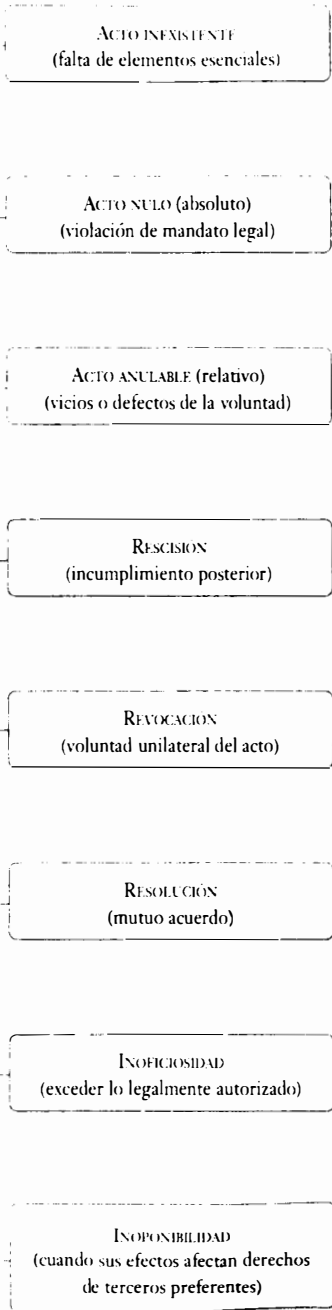 ACTO INEXISTENTE
(falta de elementos esenciales)
ACTO NULO (absoluto)
(violación de mandato legal)
ACTO ANULABLE (relativo)
(vicios o defectos de la voluntad)
RESCISIÓN
(incumplimiento posterior)
REVOCACIÓN
(voluntad unilateral del acto)
RESOLUCIÓN
(mutuo acuerdo)
INOFICIOSIDAD
(exceder lo legalmente autorizado)
INOPONIBILIDAD
(cuando sus efectos afectan derechos
de terceros preferentes)